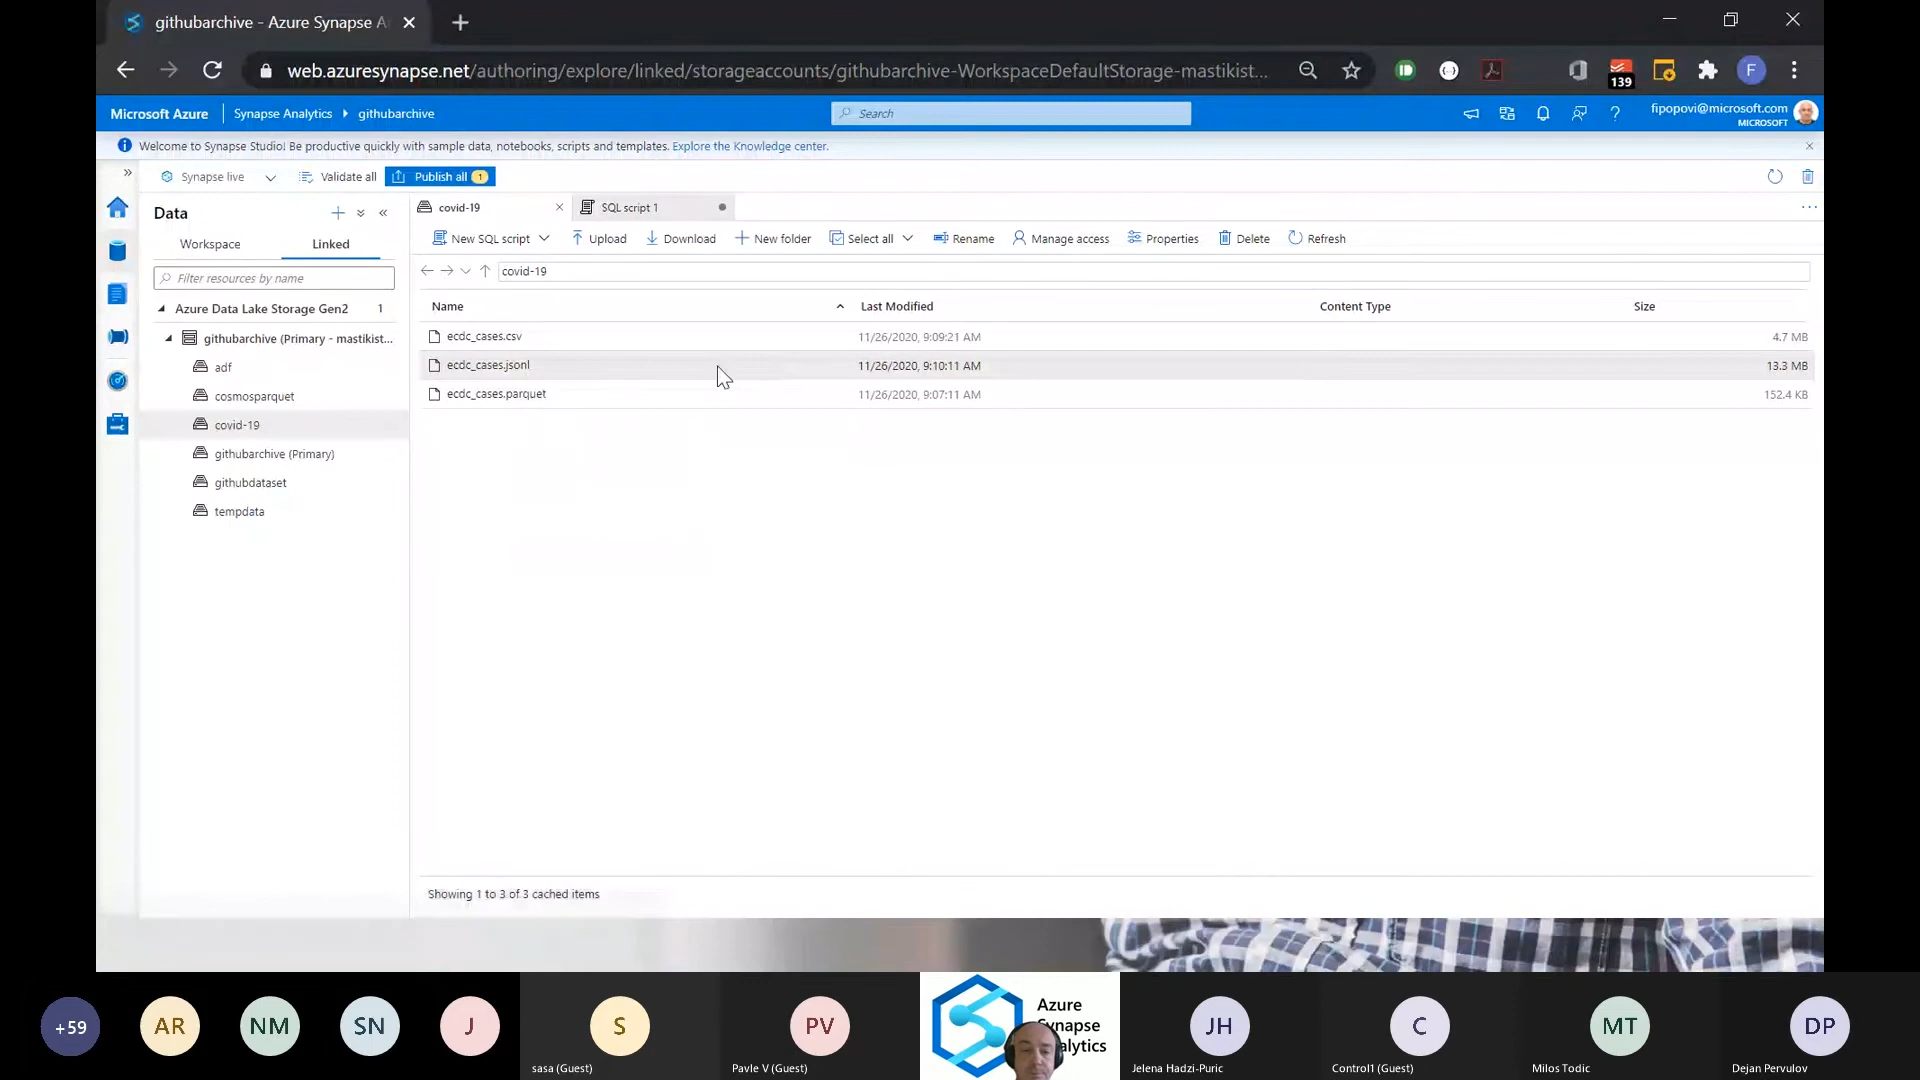 githubarchive - Azure Synapse A
web.azuresynapse.net/authoring/explore/linked/storageaccounts/githubarchive-WorkspaceDefaultStorage-mastikist...
139
F
Microsoft Azure
Synapse Analytics
githubarchive
Search
fipopovi@microsoft.com
MICROSOFT
Welcome to Synapse Studio! Be productive quickly with sample data, notebooks, scripts and templates. Explore the Knowledge center.
Synapse live
Validate all
Publish all 1
Data
Workspace
Linked
Filter resources by name
Azure Data Lake Storage Gen2 1
githubarchive (Primary - mastikist...
adf
cosmosparquet
covid-19
githubarchive (Primary)
githubdataset
tempdata
covid-19
SQL script 1
New SQL script
Upload
Download
New folder
Select all
Rename
Manage access
Properties
Delete
Refresh
covid-19
Name Last Modified Content Type Size
ecdc_cases.csv 11/26/2020, 9:09:21 AM 4.7 MB
ecdc_cases.jsonl 11/26/2020, 9:10:11 AM 13.3 MB
ecdc_cases.parquet 11/26/2020, 9:07:11 AM 152.4 KB
Showing 1 to 3 of 3 cached items
+59
AR
NM
SN
J
S
sasa (Guest)
PV
Pavle V (Guest)
Azure
Synapse
alytics
JH
Jelena Hadzi-Puric
C
Control1 (Guest)
MT
Milos Todic
DP
Dejan Pervulov